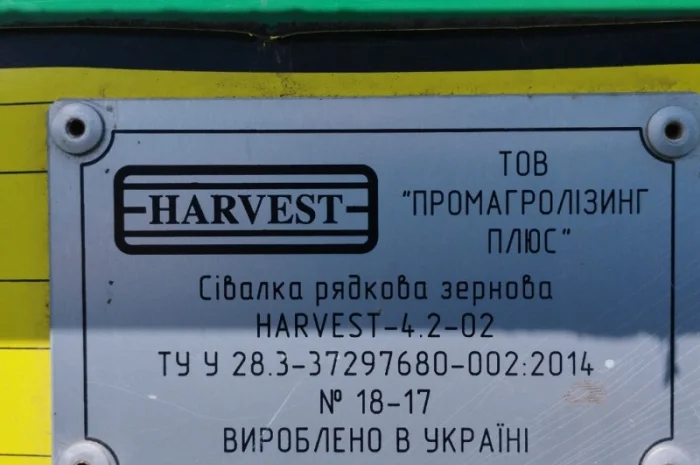 HARVEST
ТОВ
"ПРОМАГРОЛІЗИНГ
ПЛЮС"
Сівалка рядкова зернова
HARVEST-4.2-02
ТУ У 28.3-37297680-002:2014
№ 18-17
ВИРОБЛЕНО В УКРАЇНІ